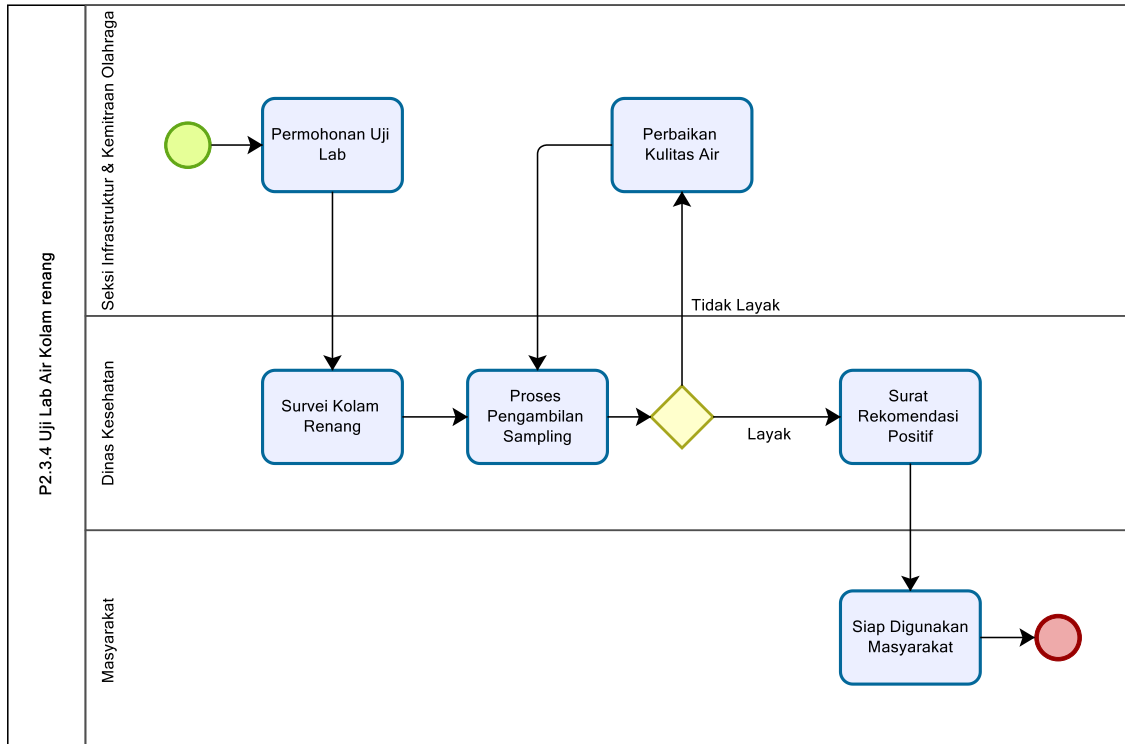 P2.3.4 Uji Lab Air Kolam renang
Seksi Infrastruktur & Kemitraan Olahraga
Permohonan Uji
Lab
Perbaikan
Kulitas Air
Tidak Layak
Dinas Kesehatan
Survei Kolam
Renang
Proses
Pengambilan
Sampling
Layak
Surat
Rekomendasi
Positif
Masyarakat
Siap Digunakan
Masyarakat